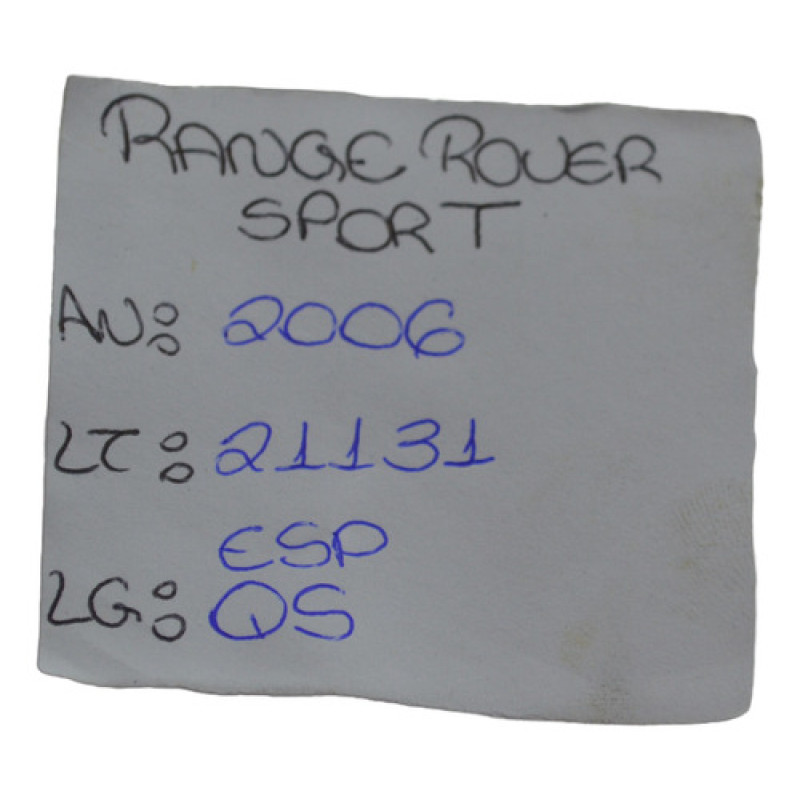 RANGE ROVER
SPORT
AN: 2006
LT: 21131
ESP
LG: QS